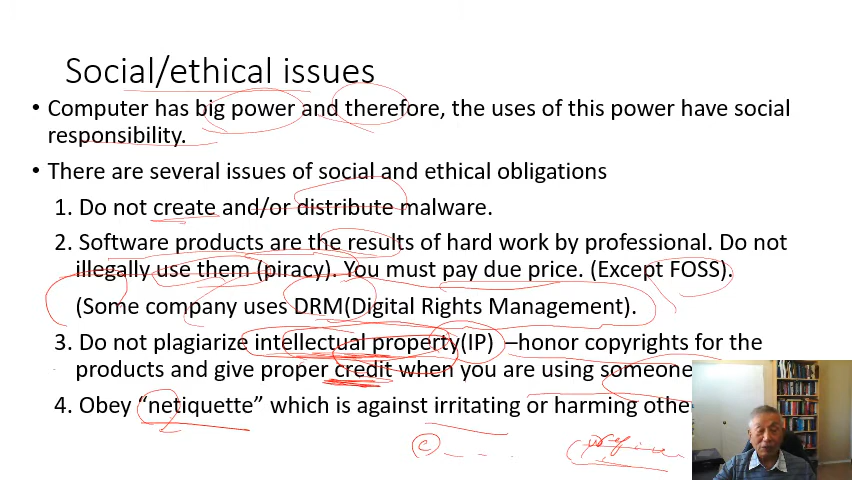 Social/ethical issues
• Computer has big power and therefore, the uses of this power have social
responsibility.
• There are several issues of social and ethical obligations
1. Do not create and/or distribute malware.
2. Software products are the results of hard work by professional. Do not
illegally use them (piracy). You must pay due price. (Except FOSS).
(Some company uses DRM(Digital Rights Management).
3. Do not plagiarize intellectual property(IP) –honor copyrights for the
products and give proper credit when you are using someone
4. Obey “netiquette” which is against irritating or harming othe
©